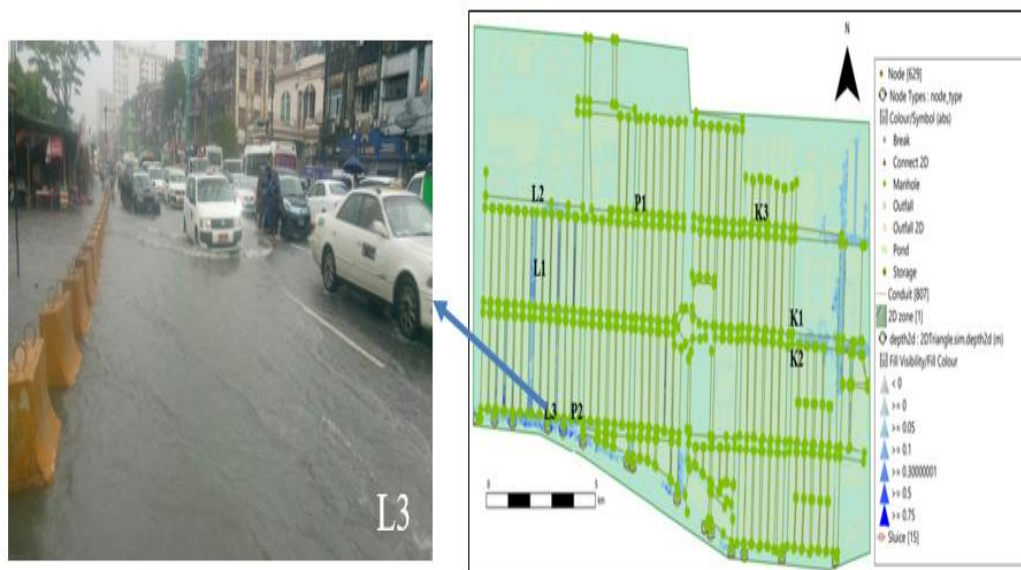 L3
N
L2
P1
K3
L1
K1
K2
L3
P2
0
5
km
Node [629]
Node Types : node_type
Colour/Symbol (abs)
Break
Connect 2D
Manhole
Outfall
Outfall 2D
Pond
Storage
Conduit [807]
2D zone [1]
depth2d : 2DTriangle,sim.depth2d (m)
Fill Visibility/Fill Colour
< 0
>= 0
>= 0.05
>= 0.1
>= 0.30000001
>= 0.5
>= 0.75
Sluice [15]